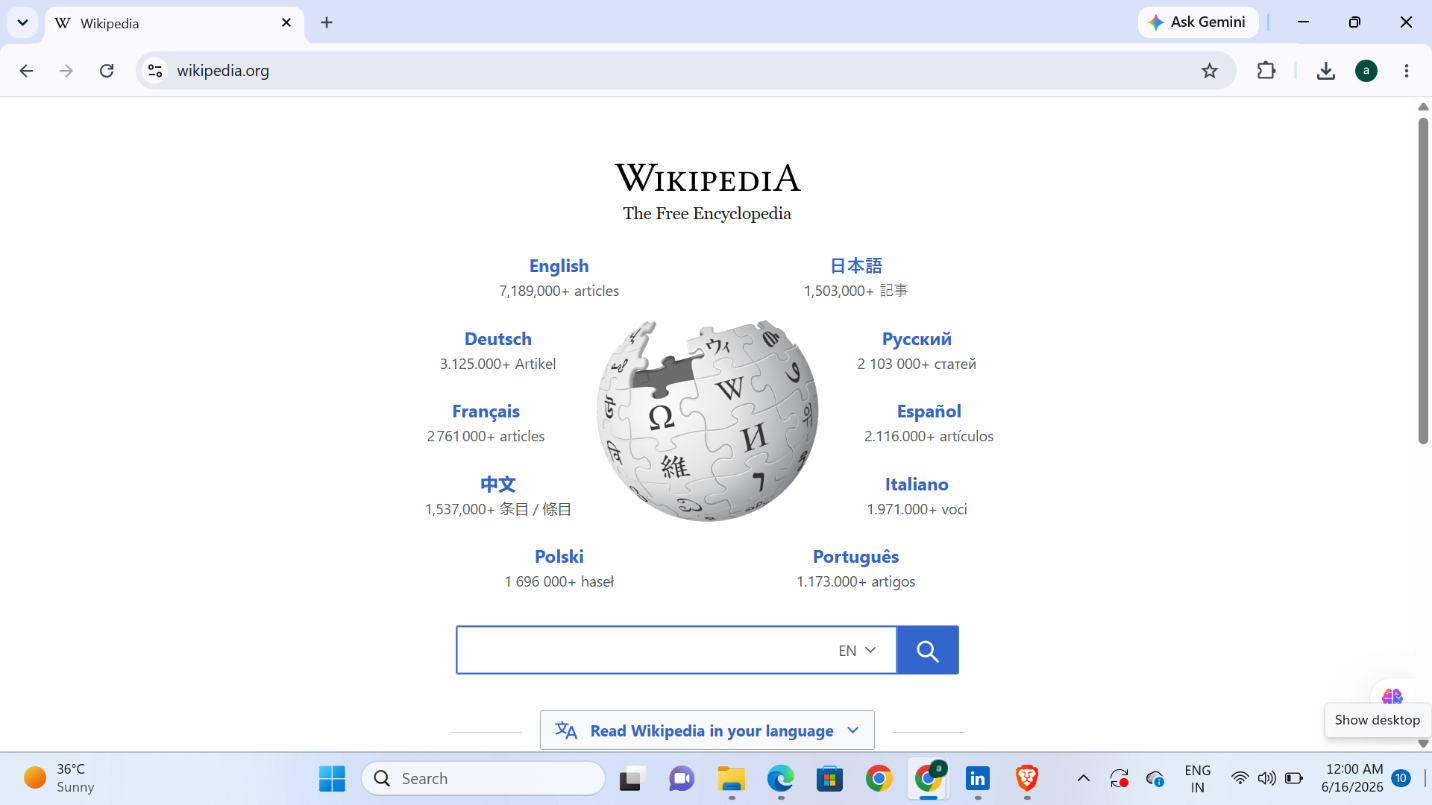 Wikipedia
Ask Gemini
wikipedia.org
a
WIKIPEDIA
The Free Encyclopedia
English
7,189,000+ articles
日本語
1,503,000+ 記事
Deutsch
3.125.000+ Artikel
Русский
2 103 000+ статей
Français
2 761 000+ articles
Español
2.116.000+ artículos
中文
1,537,000+ 条目 / 條目
Italiano
1.971.000+ voci
Polski
1 696 000+ haseł
Português
1.173.000+ artigos
Ω
W
И
維
ウィ
EN
Read Wikipedia in your language
Show desktop
36°C
Sunny
Search
a
in
ENG
IN
12:00 AM
6/16/2026
10